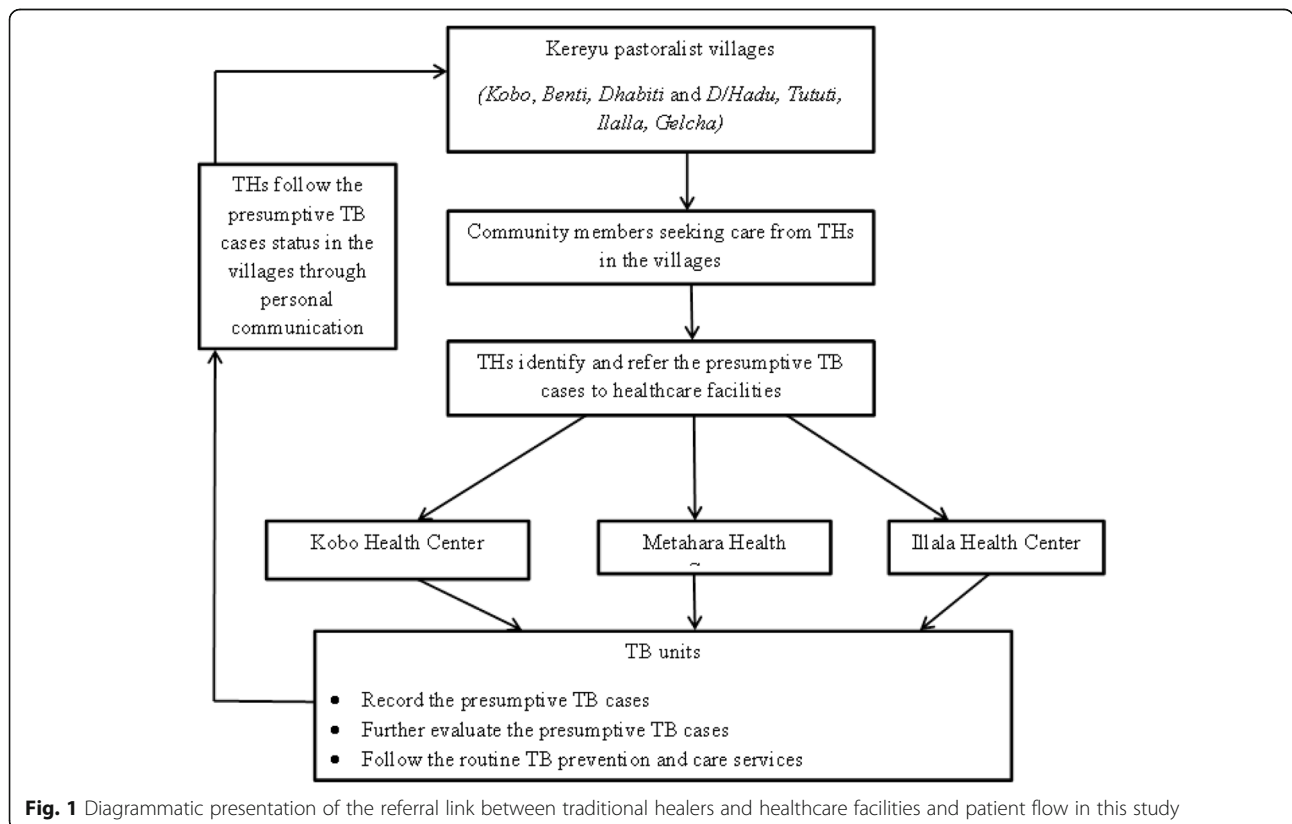 Kereyu pastoralist villages
(Kobo, Benti, Dhabiti and D/Hadu, Tututi,
Ilalla, Gelcha)
THs follow the
presumptive TB
cases status in the
villages through
personal
communication
Community members seeking care from THs
in the villages
THs identify and refer the presumptive TB
cases to healthcare facilities
Kobo Health Center
Metahara Health
Illala Health Center
TB units
• Record the presumptive TB cases
• Further evaluate the presumptive TB cases
• Follow the routine TB prevention and care services
Fig. 1 Diagrammatic presentation of the referral link between traditional healers and healthcare facilities and patient flow in this study